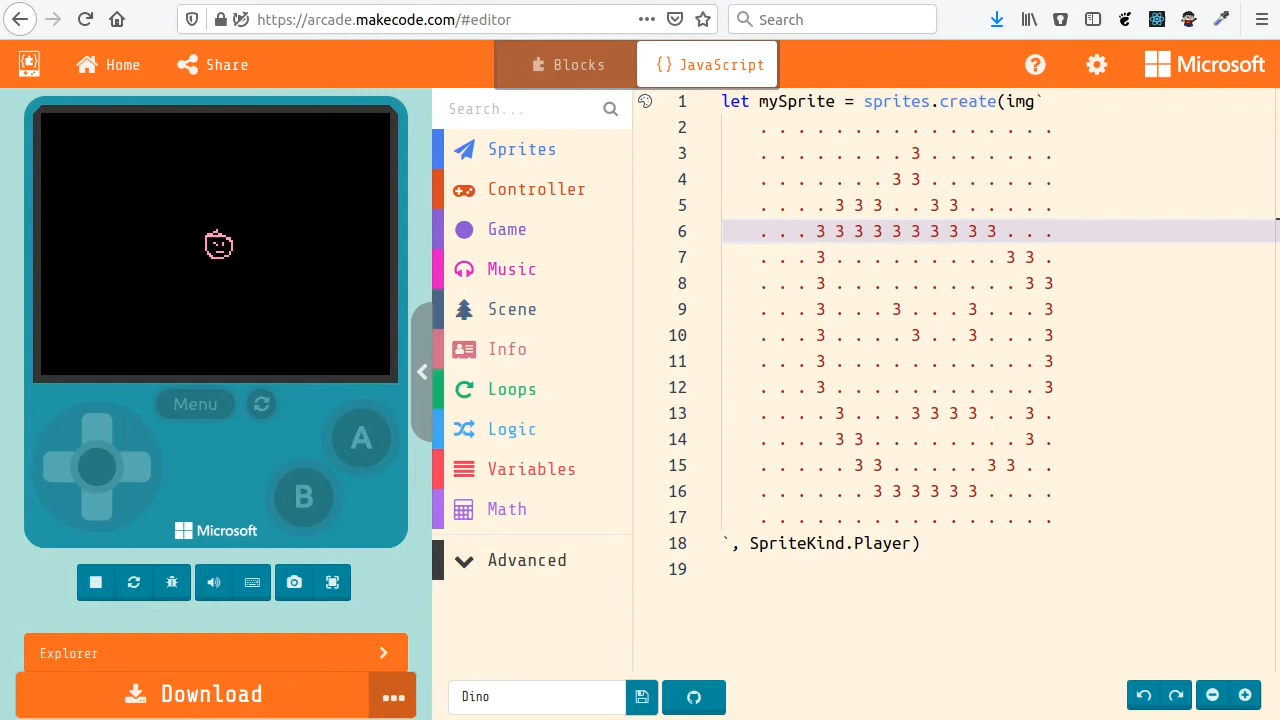 https://arcade.makecode.com/#editor
Search
Home
Share
Blocks
{ } JavaScript
Microsoft
Menu
A
B
Microsoft
Explorer
Download
Search...
Sprites
Controller
Game
Music
Scene
Info
Loops
Logic
Variables
Math
Advanced
Dino
1 let mySprite = sprites.create(img`
2 . . . . . . . . . . . . . . . .
3 . . . . . . . . 3 . . . . . . .
4 . . . . . . . 3 3 . . . . . . .
5 . . . . 3 3 3 . . 3 3 . . . . .
6 . . . 3 3 3 3 3 3 3 3 3 3 . . .
7 . . . 3 . . . . . . . . . 3 3 .
8 . . . 3 . . . . . . . . . . 3 3
9 . . . 3 . . . 3 . . . 3 . . . 3
10 . . . 3 . . . . 3 . . 3 . . . 3
11 . . . 3 . . . . . . . . . . . 3
12 . . . 3 . . . . . . . . . . . 3
13 . . . . 3 . . . 3 3 3 3 . . 3 .
14 . . . . 3 3 . . . . . . . . 3 .
15 . . . . . 3 3 . . . . . 3 3 . .
16 . . . . . . 3 3 3 3 3 3 . . . .
17 . . . . . . . . . . . . . . . .
18 `, SpriteKind.Player)
19